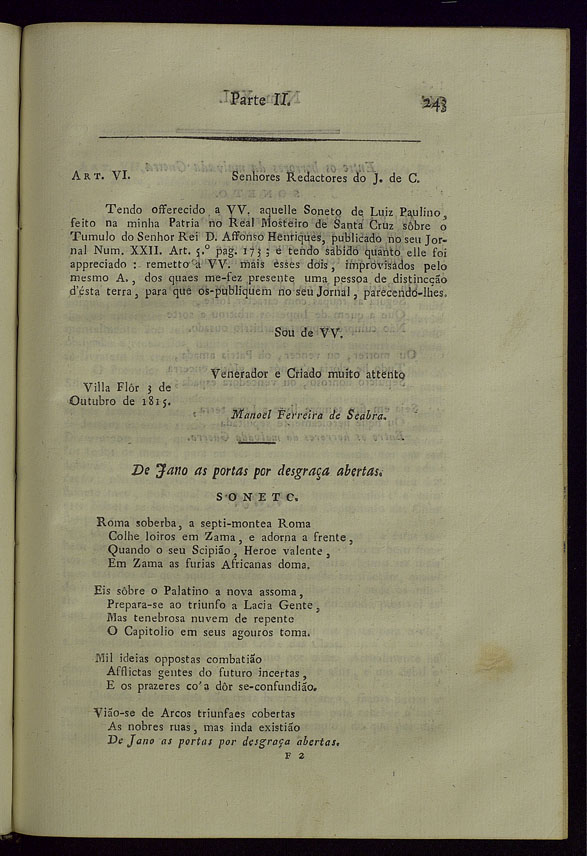 Parte II.
243
ART. VI. Senhores Redactores do J. de C.
Tendo offerecido a VV. aquelle Soneto de Luiz Paulino,
feito na minha Patria no Real Mosteiro de Santa Cruz sôbre o
Tumulo do Senhor Rei D. Affonso Henriques, publicado no seu Jor-
nal Num. XXII. Art. 5.º pag. 173; e tendo sabido quanto elle foi
appreciado : remetto a VV. mais esses dois, improvisados pelo
mesmo A., dos quaes me-fez presente uma pessoa de distincção
d'ésta terra, para que os-publiquem no seu Jornal, parecendo-lhes.
Sou de VV.
Venerador e Criado muito attento
Villa Flôr 3 de
Outubro de 1815.
Manoel Ferreira de Seabra.
De Jano as portas por desgraça abertas.
SONETO.
Roma soberba, a septi-montea Roma
Colhe loiros em Zama, e adorna a frente,
Quando o seu Scipião, Heroe valente,
Em Zama as furias Africanas doma.
Eis sôbre o Palatino a nova assoma,
Prepara-se ao triunfo a Lacia Gente,
Mas tenebrosa nuvem de repente
O Capitolio em seus agouros toma.
Mil ideias oppostas combatião
Afflictas gentes do futuro incertas,
E os prazeres co'a dôr se-confundião.
Vião-se de Arcos triunfaes cobertas
As nobres ruas, mas inda existião
De Jano as portas por desgraça abertas.
F 2